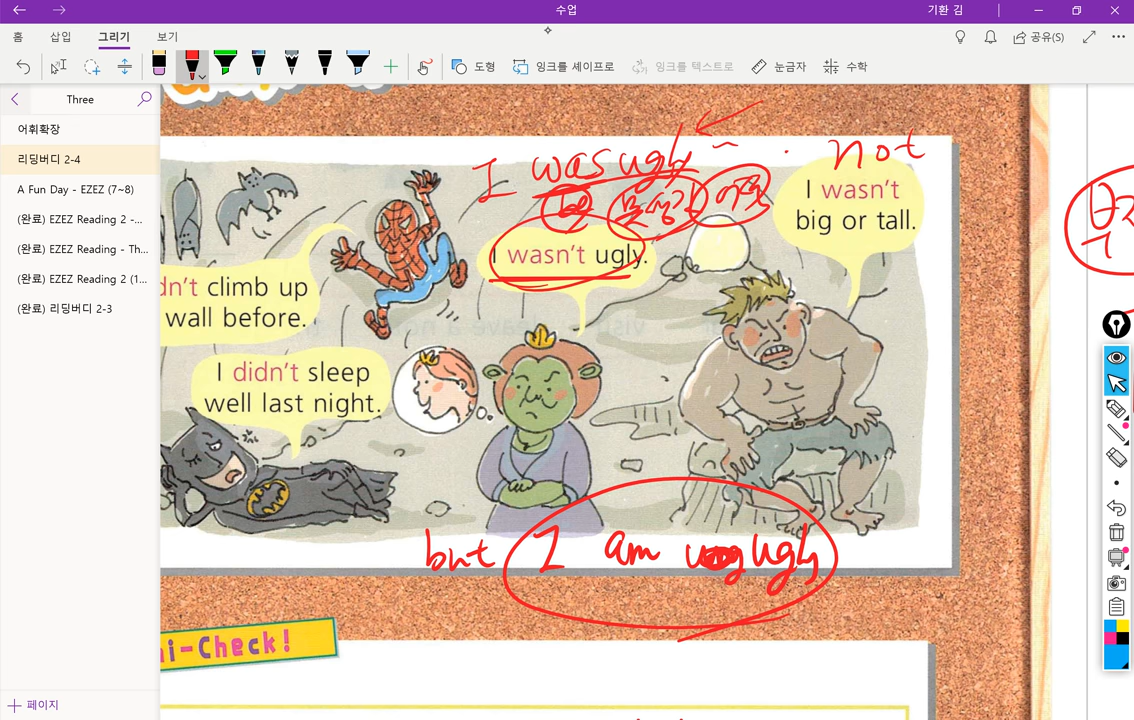 수업
기환 김
홈 삽입 그리기 보기
공유(S)
도형 잉크를 셰이프로 잉크를 텍스트로 눈금자 수학
Three
어휘확장
리딩버디 2-4
A Fun Day - EZEZ (7~8)
(완료) EZEZ Reading 2 -...
(완료) EZEZ Reading - Th...
(완료) EZEZ Reading 2 (1...
(완료) 리딩버디 2-3
페이지
I was ugly
not
I wasn't
big or tall.
I wasn't ugly.
dn't climb up
wall before.
I didn't sleep
well last night.
but I am ugly
ni-Check!